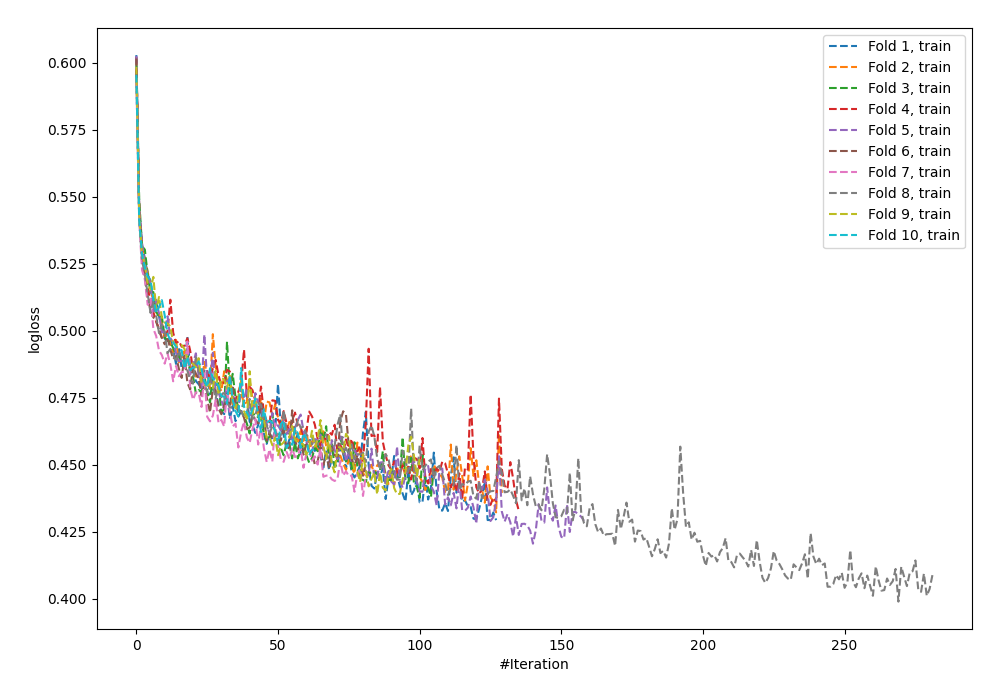 0.600
0.575
0.550
0.525
0.500
0.475
0.450
0.425
0.400
logloss
0
50
100
150
200
250
#Iteration
Fold 1, train
Fold 2, train
Fold 3, train
Fold 4, train
Fold 5, train
Fold 6, train
Fold 7, train
Fold 8, train
Fold 9, train
Fold 10, train